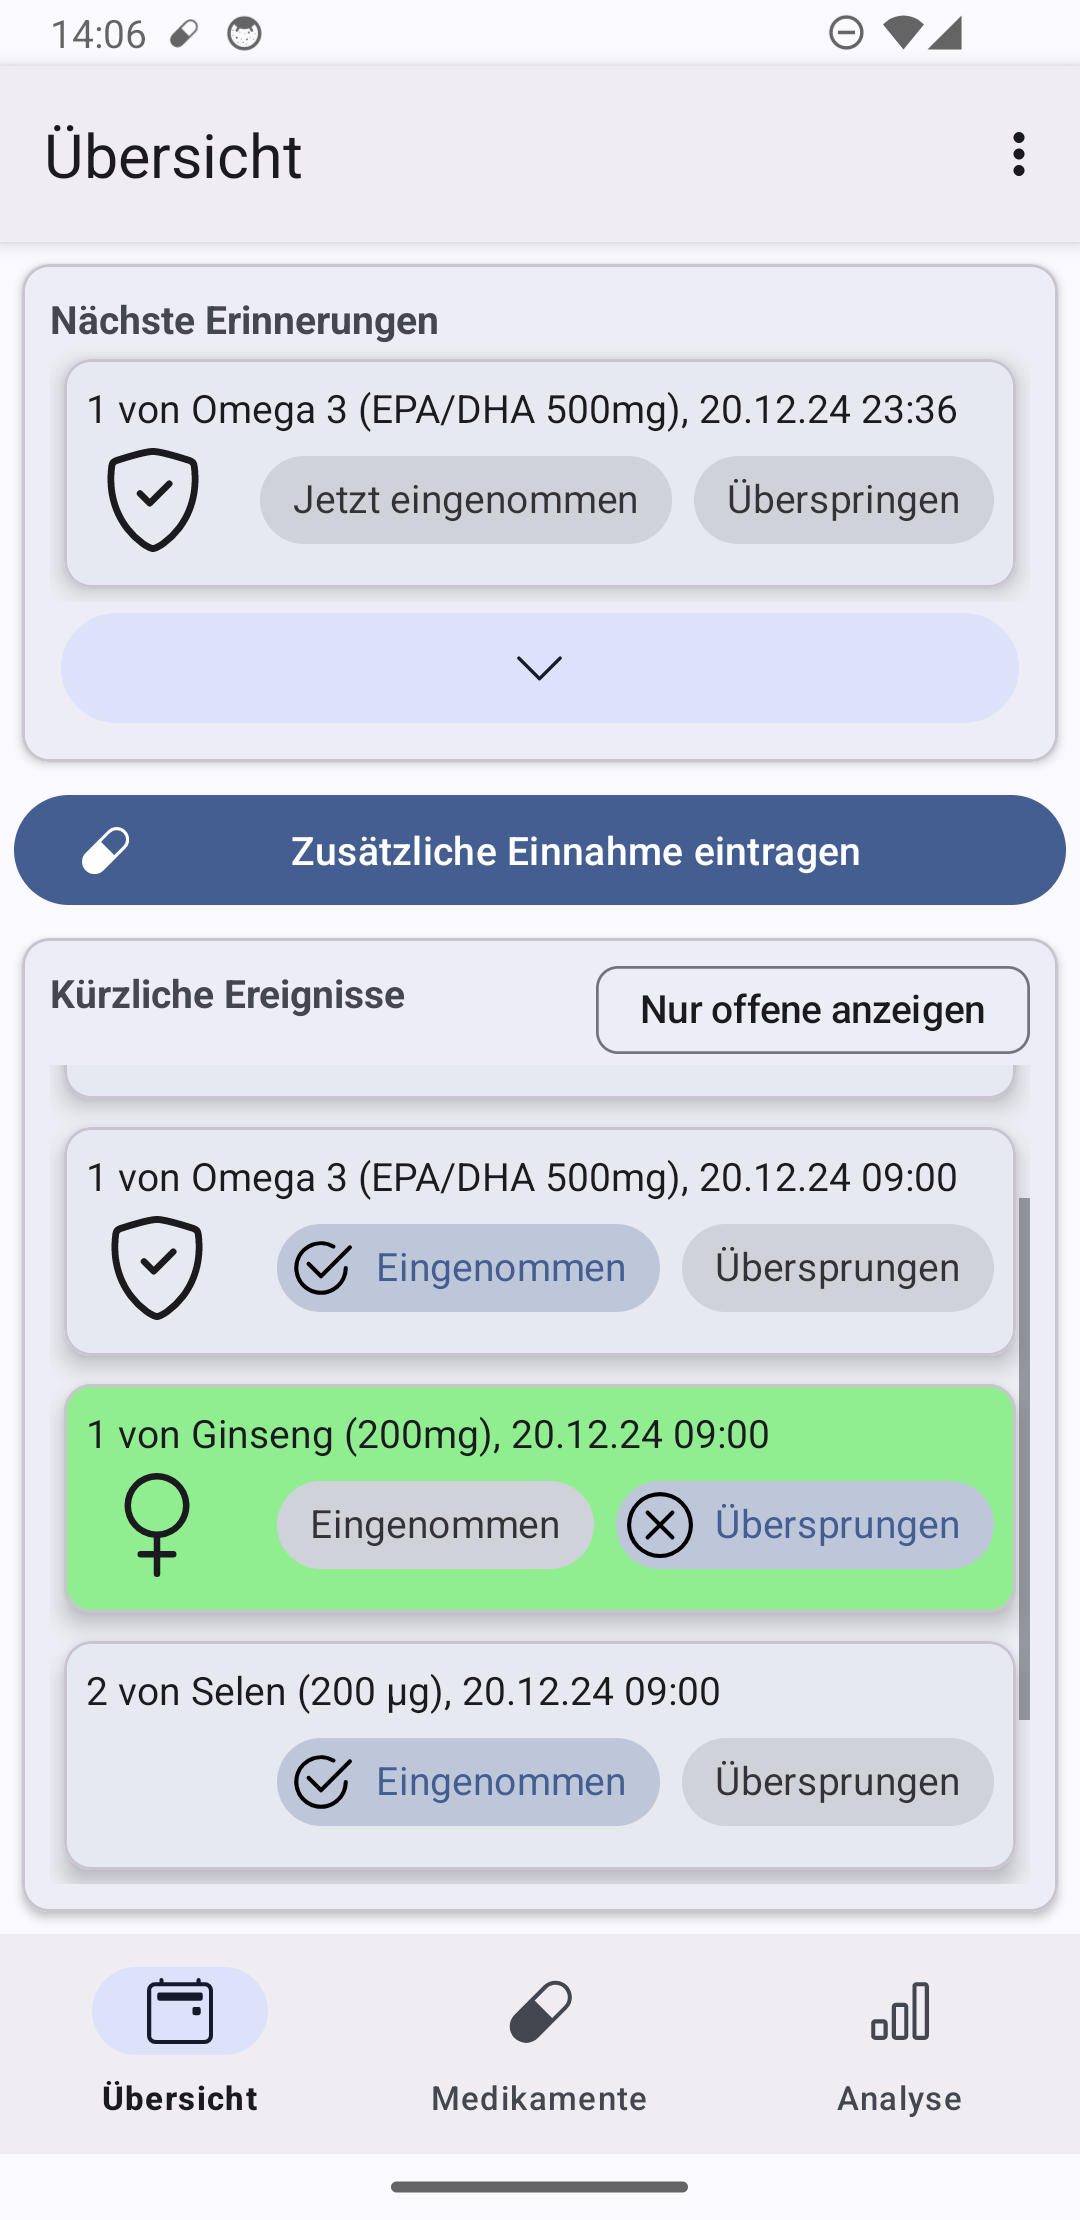 14:06
Übersicht
Nächste Erinnerungen
1 von Omega 3 (EPA/DHA 500mg), 20.12.24 23:36
Jetzt eingenommen Überspringen
Zusätzliche Einnahme eintragen
Kürzliche Ereignisse
Nur offene anzeigen
1 von Omega 3 (EPA/DHA 500mg), 20.12.24 09:00
Eingenommen Übersprungen
1 von Ginseng (200mg), 20.12.24 09:00
Eingenommen Übersprungen
2 von Selen (200 µg), 20.12.24 09:00
Eingenommen Übersprungen
Übersicht Medikamente Analyse